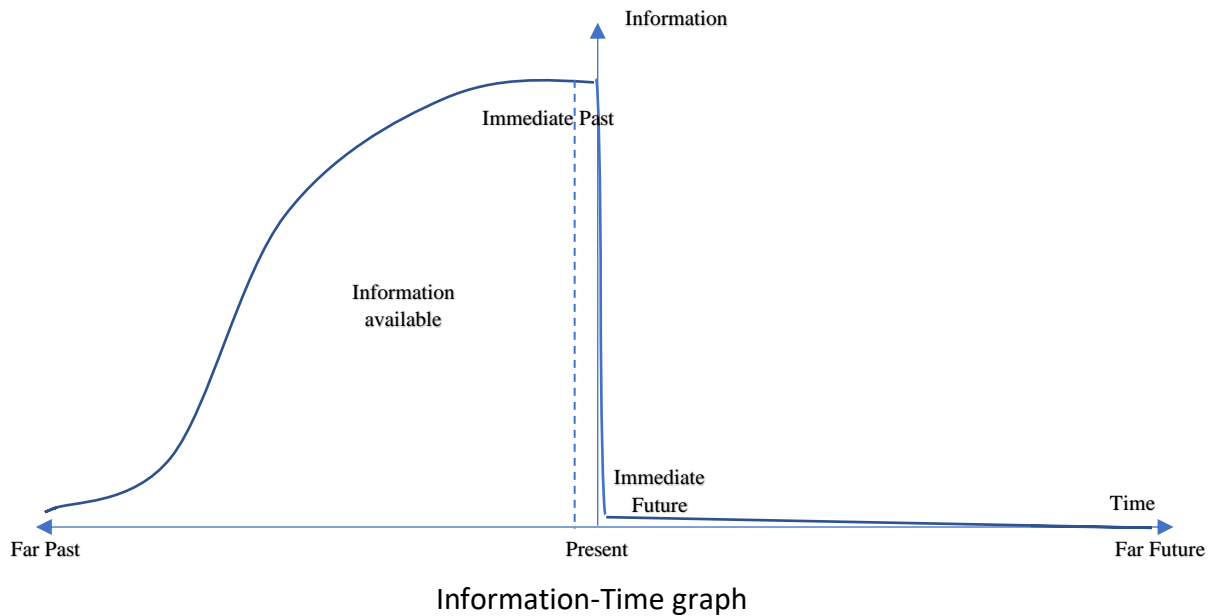 Information
Immediate Past
Information
available
Immediate
Future
Time
Far Past
Present
Far Future
Information-Time graph